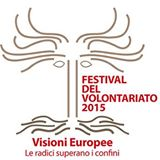 FESTIVAL
DEL
VOLONTARIATO
2015
Visioni Europee
Le radici superano i confini